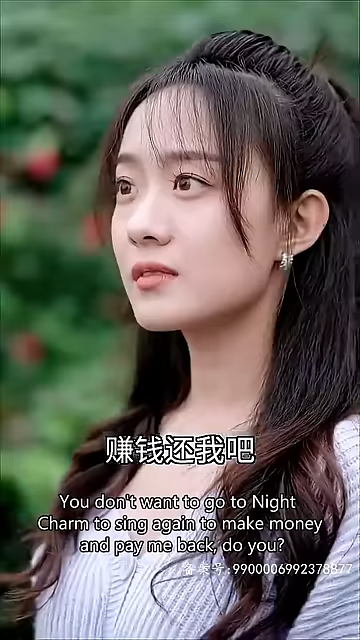 赚钱还我吧
You don't want to go to Night
Charm to sing again to make money
and pay me back, do you?
备案号:9900006992378877